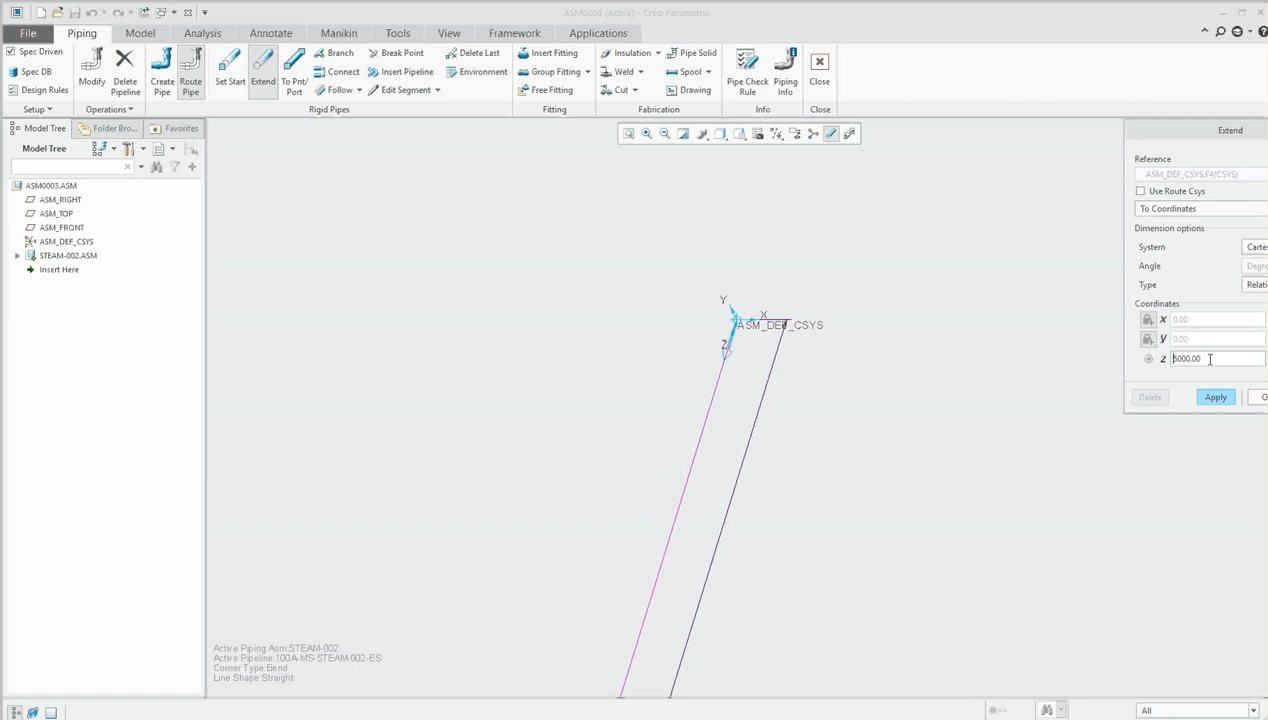 ASM0003 (Active) - Creo Parametric
File Piping Model Analysis Annotate Manikin Tools View Framework Applications
Spec Driven
Spec DB
Design Rules
Setup
Modify
Delete Pipeline
Operations
Create Pipe
Route Pipe
Set Start
Extend
To Pnt/Port
Branch
Connect
Follow
Break Point
Insert Pipeline
Edit Segment
Delete Last
Environment
Rigid Pipes
Insert Fitting
Group Fitting
Free Fitting
Fitting
Insulation
Weld
Cut
Pipe Solid
Spool
Drawing
Fabrication
Pipe Check Rule
Piping Info
Info
Close
Close
Model Tree
Folder Bro...
Favorites
Model Tree
ASM0003.ASM
ASM_RIGHT
ASM_TOP
ASM_FRONT
ASM_DEF_CSYS
STEAM-002.ASM
Insert Here
Y
X
ASM_DEF_CSYS
Z
Active Piping Asm:STEAM-002
Active Pipeline:100A-MS-STEAM-002-ES
Corner Type:Bend
Line Shape:Straight
Extend
Reference
ASM_DEF_CSYS:F4(CSYS)
Use Route Csys
To Coordinates
Dimension options
System Carte
Angle Degre
Type Relati
Coordinates
X 0.00
Y 0.00
Z 5000.00
Delete Apply O
All